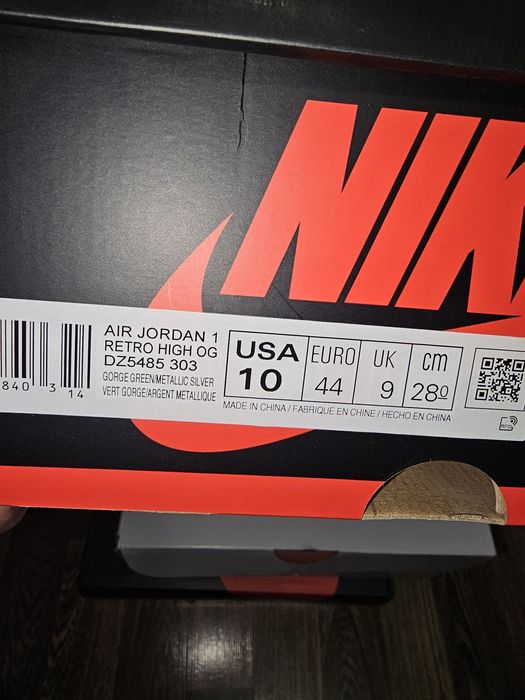 NIK
AIR JORDAN 1
RETRO HIGH OG
DZ5485 303
GORGE GREEN/METALLIC SILVER
VERT GORGE/ARGENT METALLIQUE
840 3 14
USA
10
EURO
44
UK
9
cm
28.0
MADE IN CHINA / FABRIQUE EN CHINE / HECHO EN CHINA